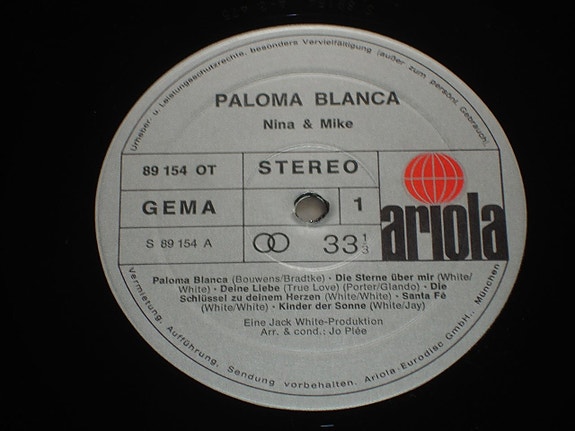 Urheber- u. Leistungsschutzrechte, besonders Vervielfältigung (außer zum persönl. Gebrauch),
PALOMA BLANCA
Nina & Mike
89 154 OT
STEREO
GEMA
1
ariola
S 89 154 A
33 1/3
Paloma Blanca (Bouwens/Bradtke) · Die Sterne über mir (White/
White) · Deine Liebe (True Love) (Porter/Glando) · Die
Schlüssel zu deinem Herzen (White/White) · Santa Fé
(White/White) · Kinder der Sonne (White/Jay)
Eine Jack White-Produktion
Arr. & cond.: Jo Plée
Vermietung, Aufführung, Sendung vorbehalten. Ariola-Eurodisc GmbH., München